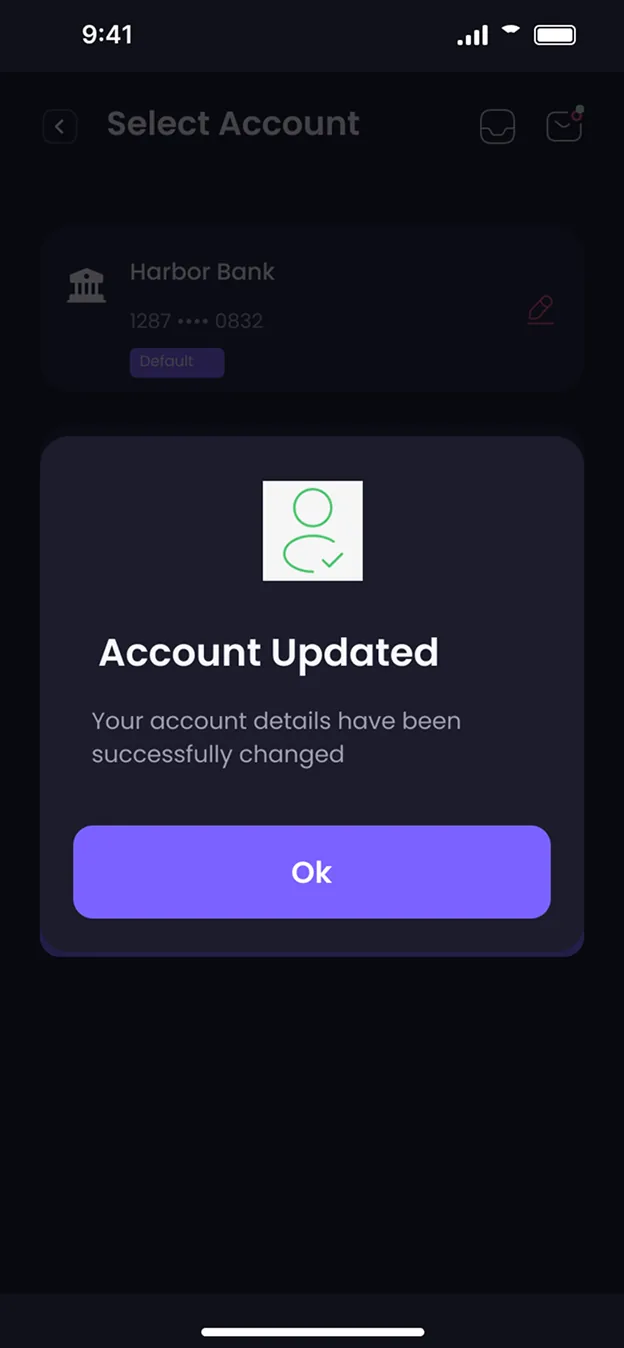 9:41
Select Account
Harbor Bank
1287 •••• 0832
Default
Account Updated
Your account details have been
successfully changed
Ok